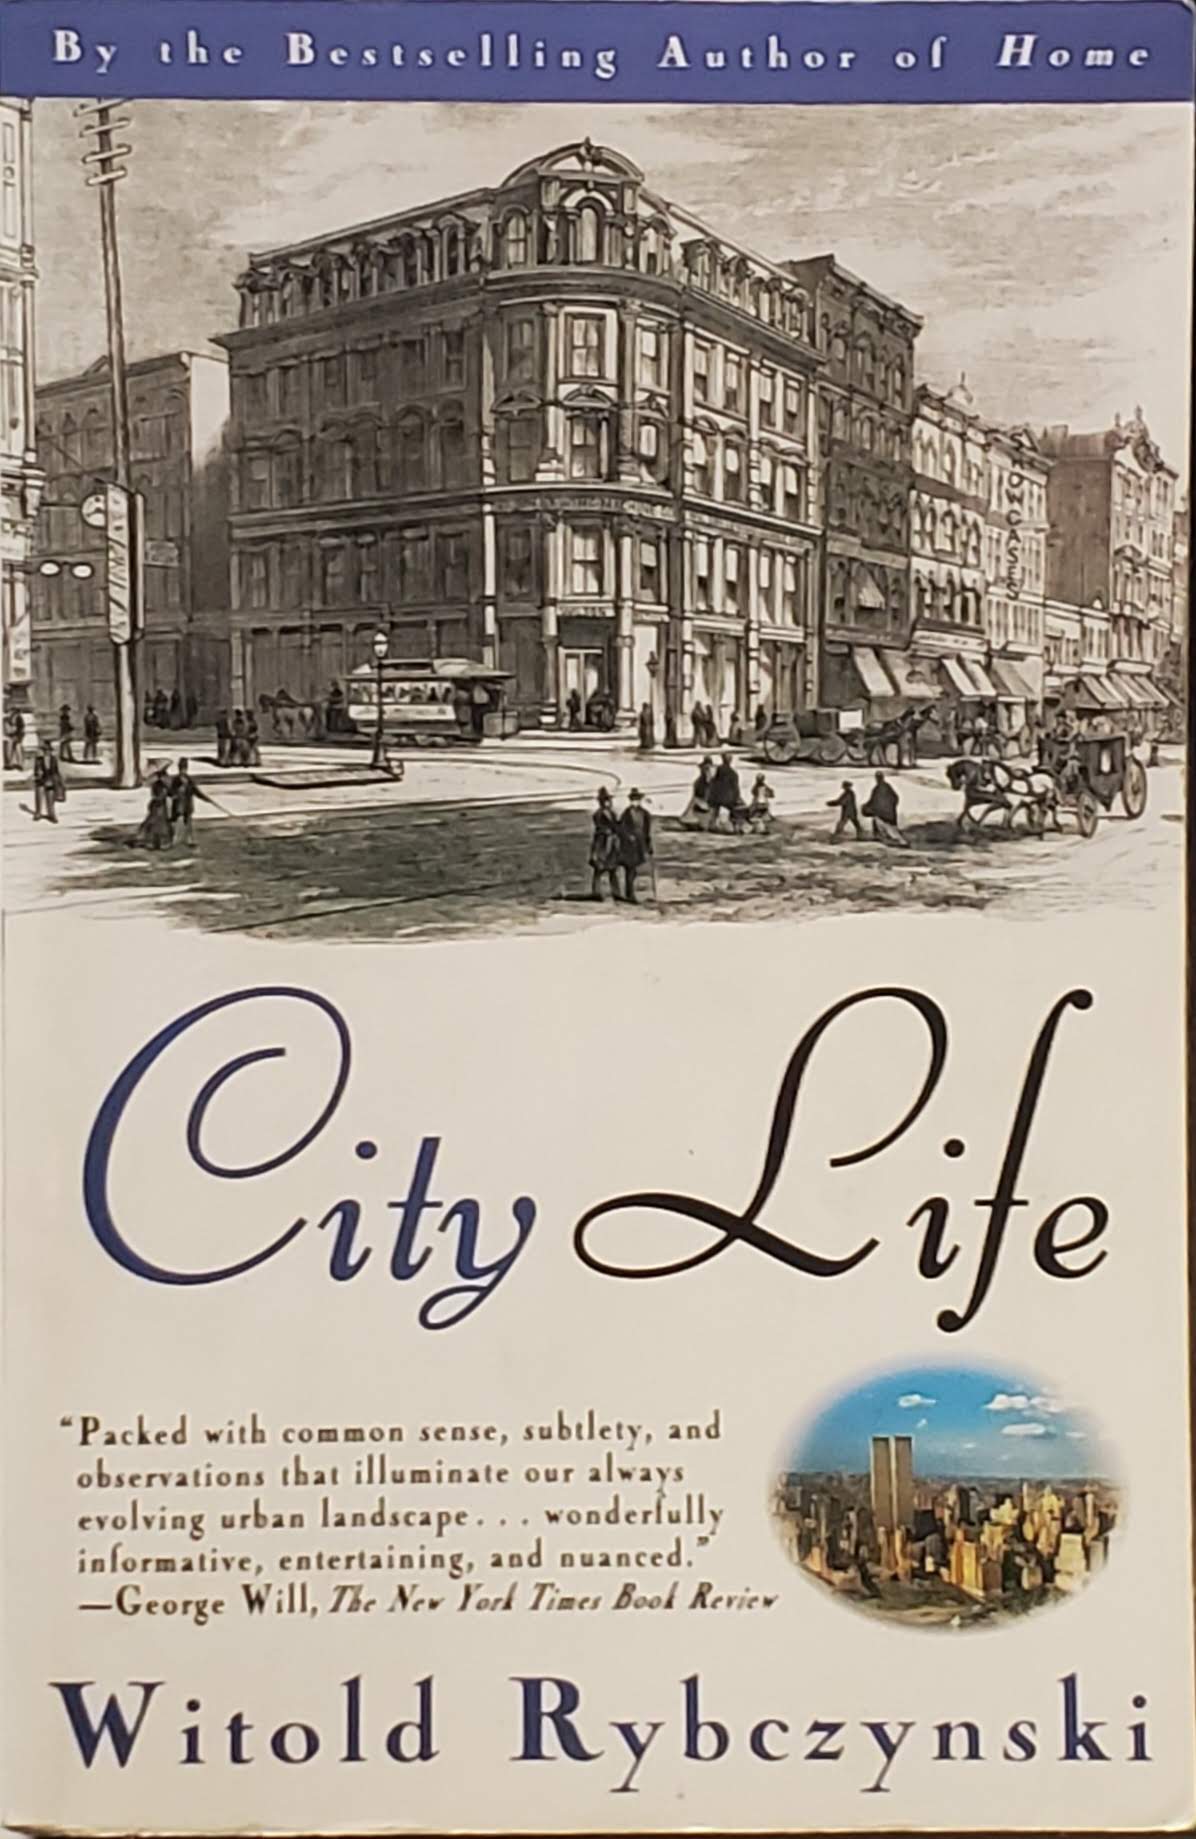 By the Bestselling Author of Home
SHOWCASES
City Life
“Packed with common sense, subtlety, and
observations that illuminate our always
evolving urban landscape... wonderfully
informative, entertaining, and nuanced.”
—George Will, The New York Times Book Review
Witold Rybczynski